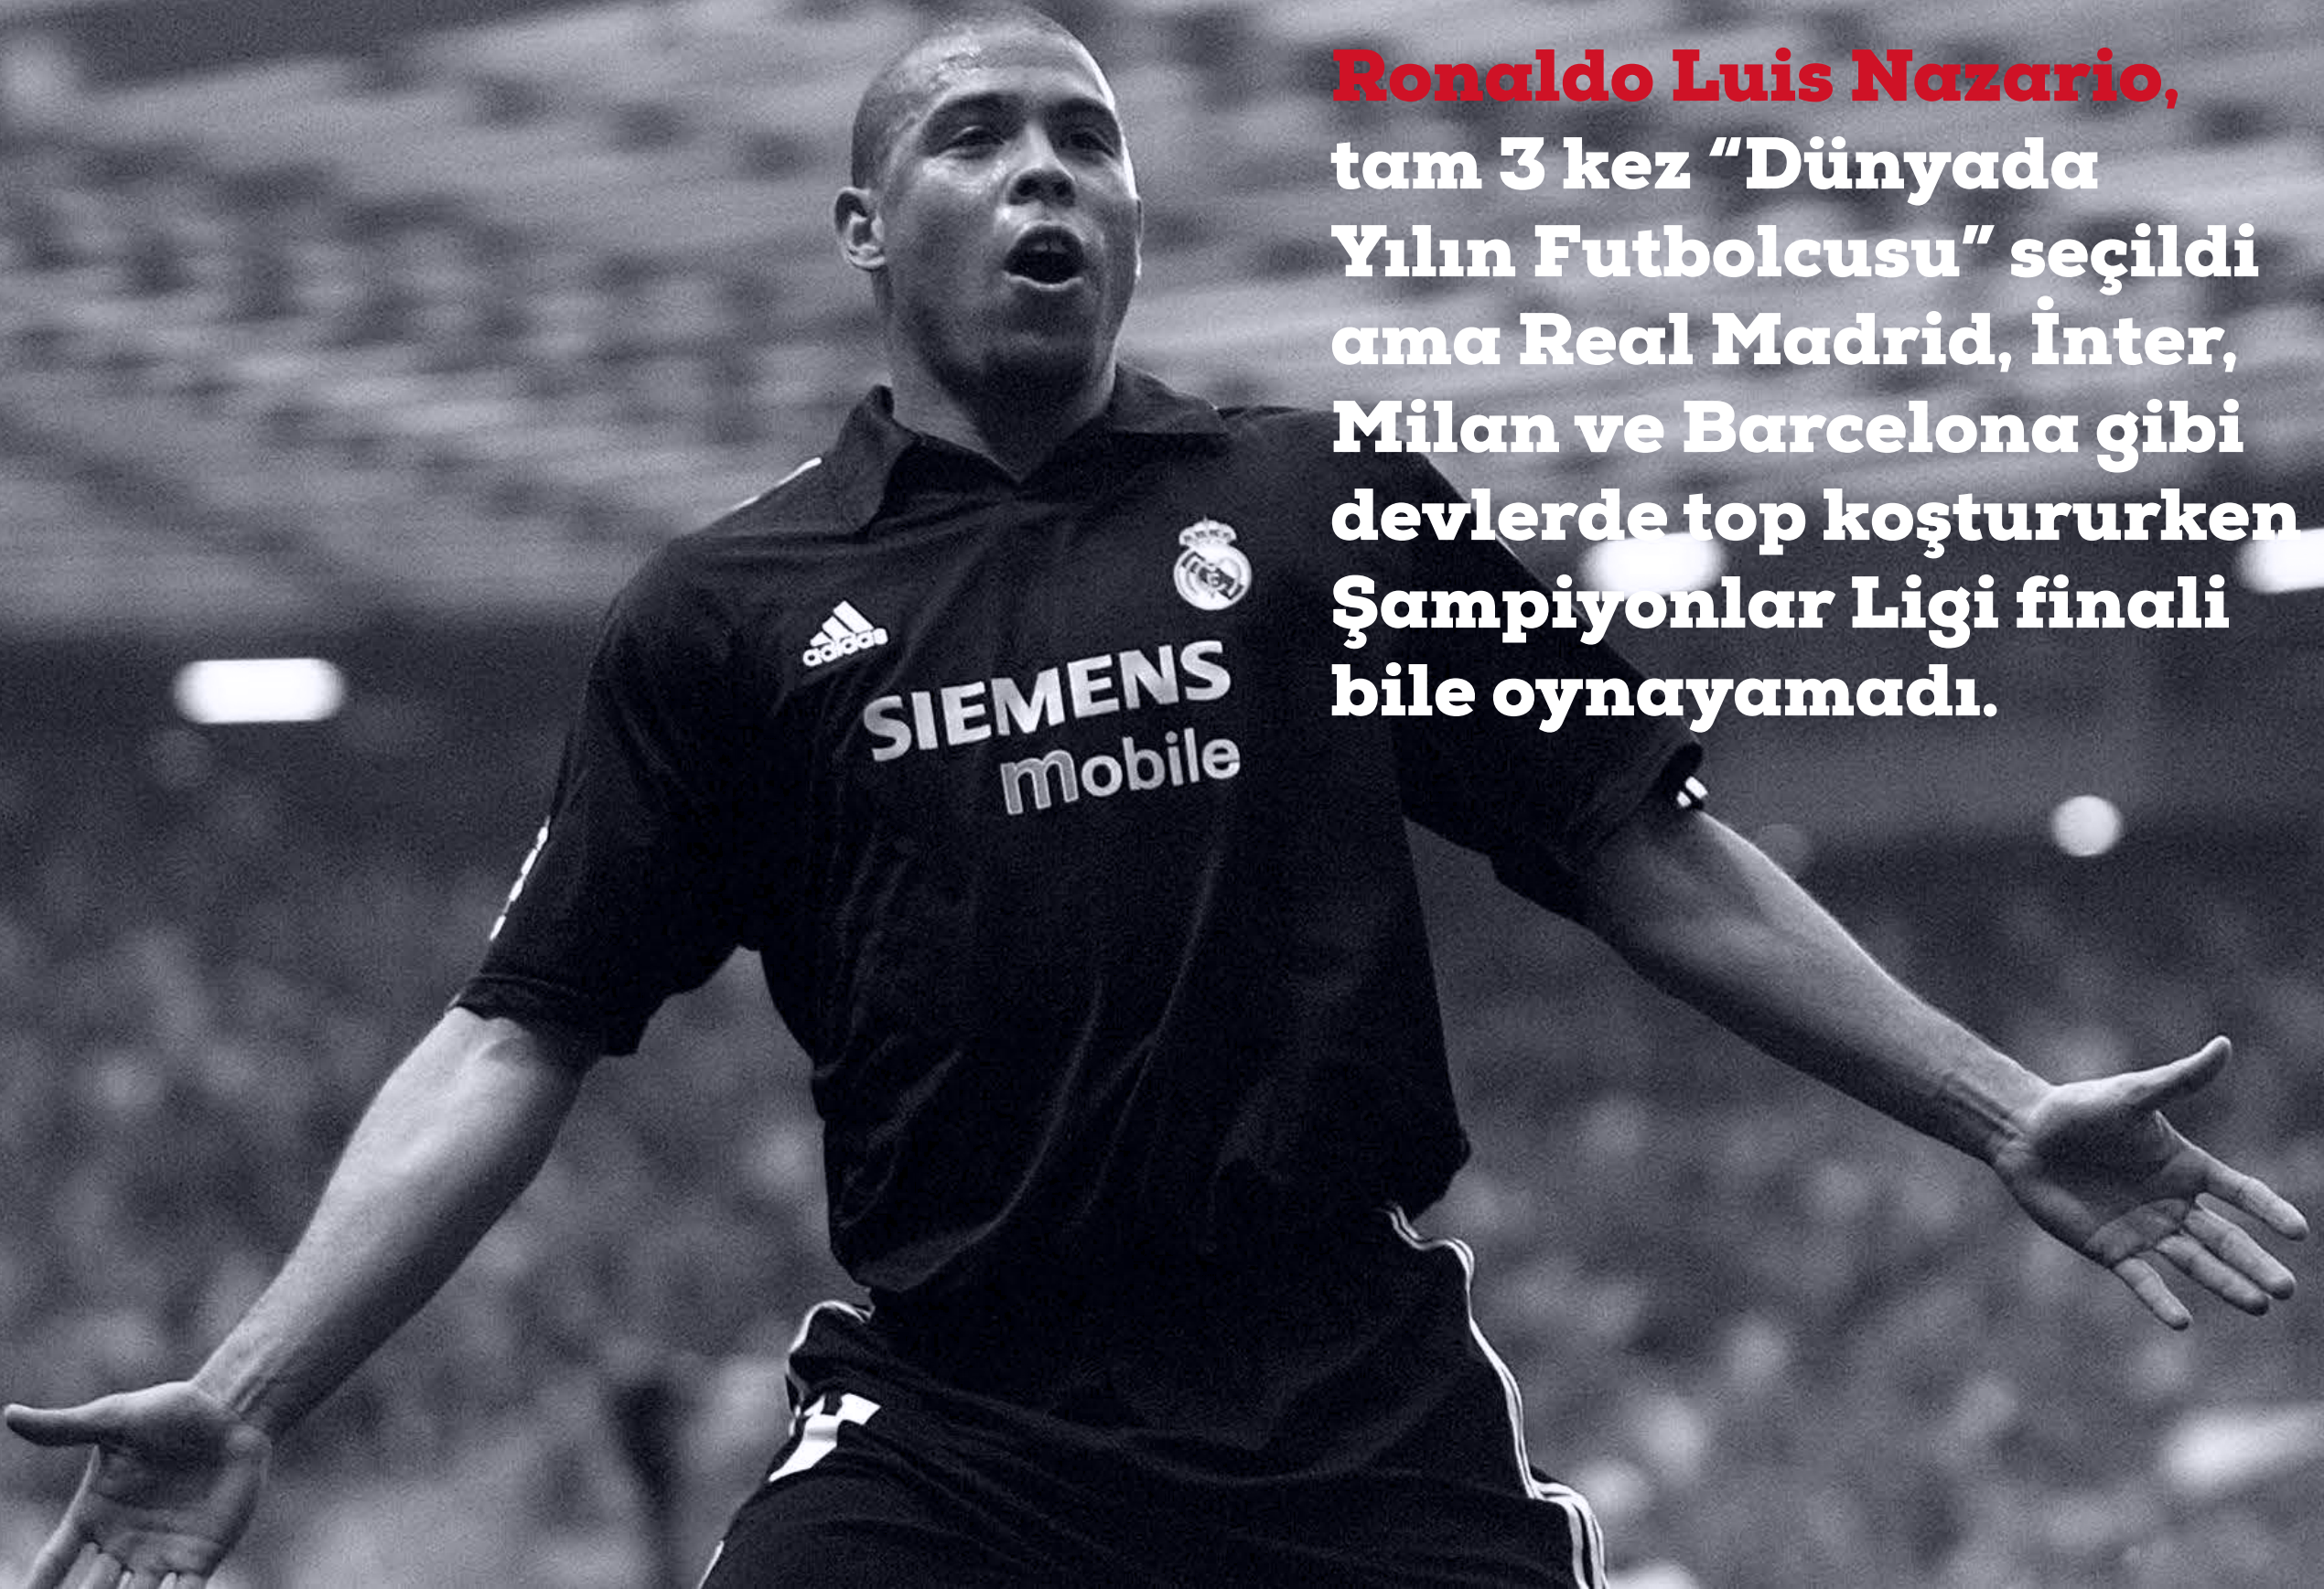 Ronaldo Luis Nazario,
tam 3 kez “Dünyada
Yılın Futbolcusu” seçildi
ama Real Madrid, İnter,
Milan ve Barcelona gibi
devlerde top koştururken
Şampiyonlar Ligi finali
bile oynayamadı.
adidas
SIEMENS
mobile